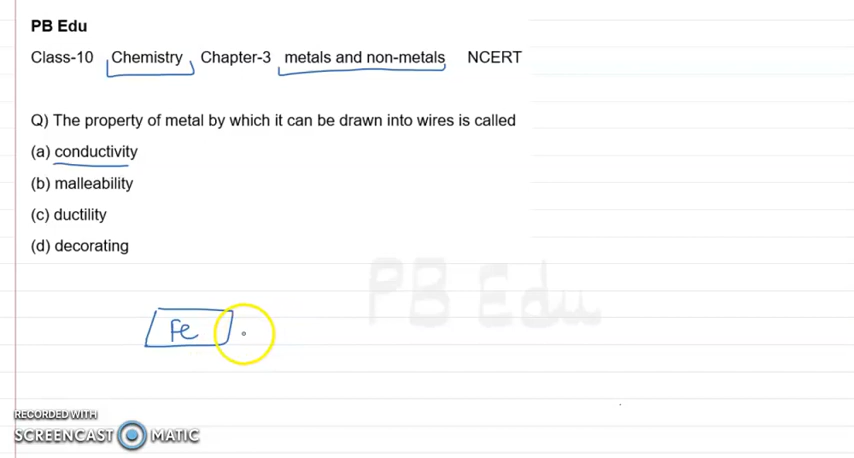 PB Edu
Class-10 Chemistry Chapter-3 metals and non-metals NCERT
Q) The property of metal by which it can be drawn into wires is called
(a) conductivity
(b) malleability
(c) ductility
(d) decorating
PB Edu
Fe
RECORDED WITH
SCREENCAST MATIC